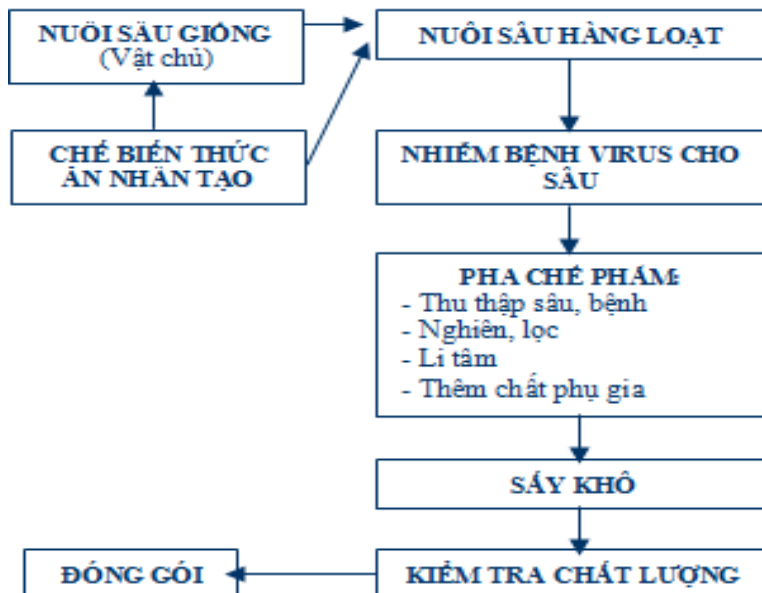 NUÔI SÂU GIỐNG
(Vật chủ)
NUÔI SÂU HÀNG LOẠT
CHẾ BIẾN THỨC
ĂN NHÂN TẠO
NHIỄM BỆNH VIRUS CHO
SÂU
PHA CHẾ PHẨM:
- Thu thập sâu, bệnh
- Nghiên, lọc
- Li tâm
- Thêm chất phụ gia
SẤY KHÔ
KIỂM TRA CHẤT LƯỢNG
ĐÓNG GÓI